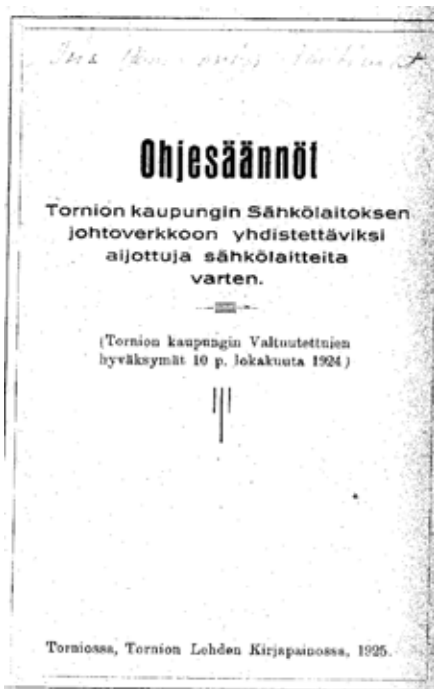 Ohjesäännöt
Tornion kaupungin Sähkölaitoksen
johtoverkkoon yhdistettäviksi
aijottuja sähkölaitteita
varten.
(Tornion kaupungin Valtuutettujen
hyväksymät 10 p. lokakuuta 1924)
Torniossa, Tornion Lehden Kirjapainossa, 1925.